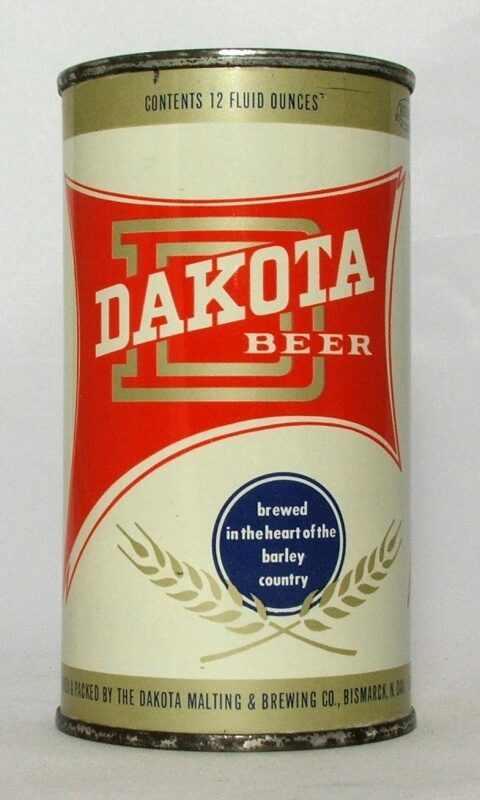 CONTENTS 12 FLUID OUNCES
D
DAKOTA
BEER
brewed
in the heart of the
barley
country
& PACKED BY THE DAKOTA MALTING & BREWING CO., BISMARCK, N. DAK.